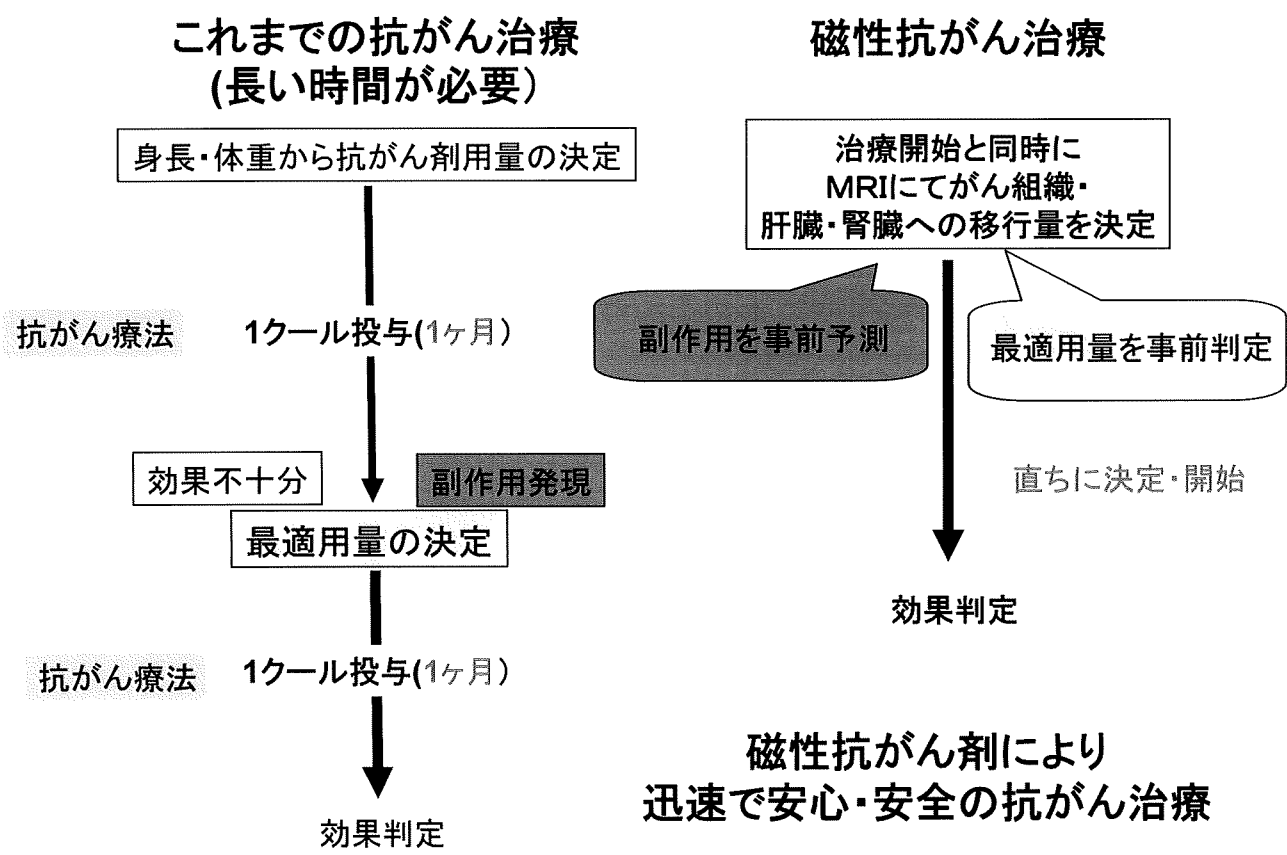 これまでの抗がん治療
(長い時間が必要)
身長・体重から抗がん剤用量の決定
抗がん療法
1クール投与(1ヶ月)
効果不十分
副作用発現
最適用量の決定
抗がん療法
1クール投与(1ヶ月)
効果判定
磁性抗がん治療
治療開始と同時に
MRIにてがん組織・
肝臓・腎臓への移行量を決定
副作用を事前予測
最適用量を事前判定
直ちに決定・開始
効果判定
磁性抗がん剤により
迅速で安心・安全の抗がん治療